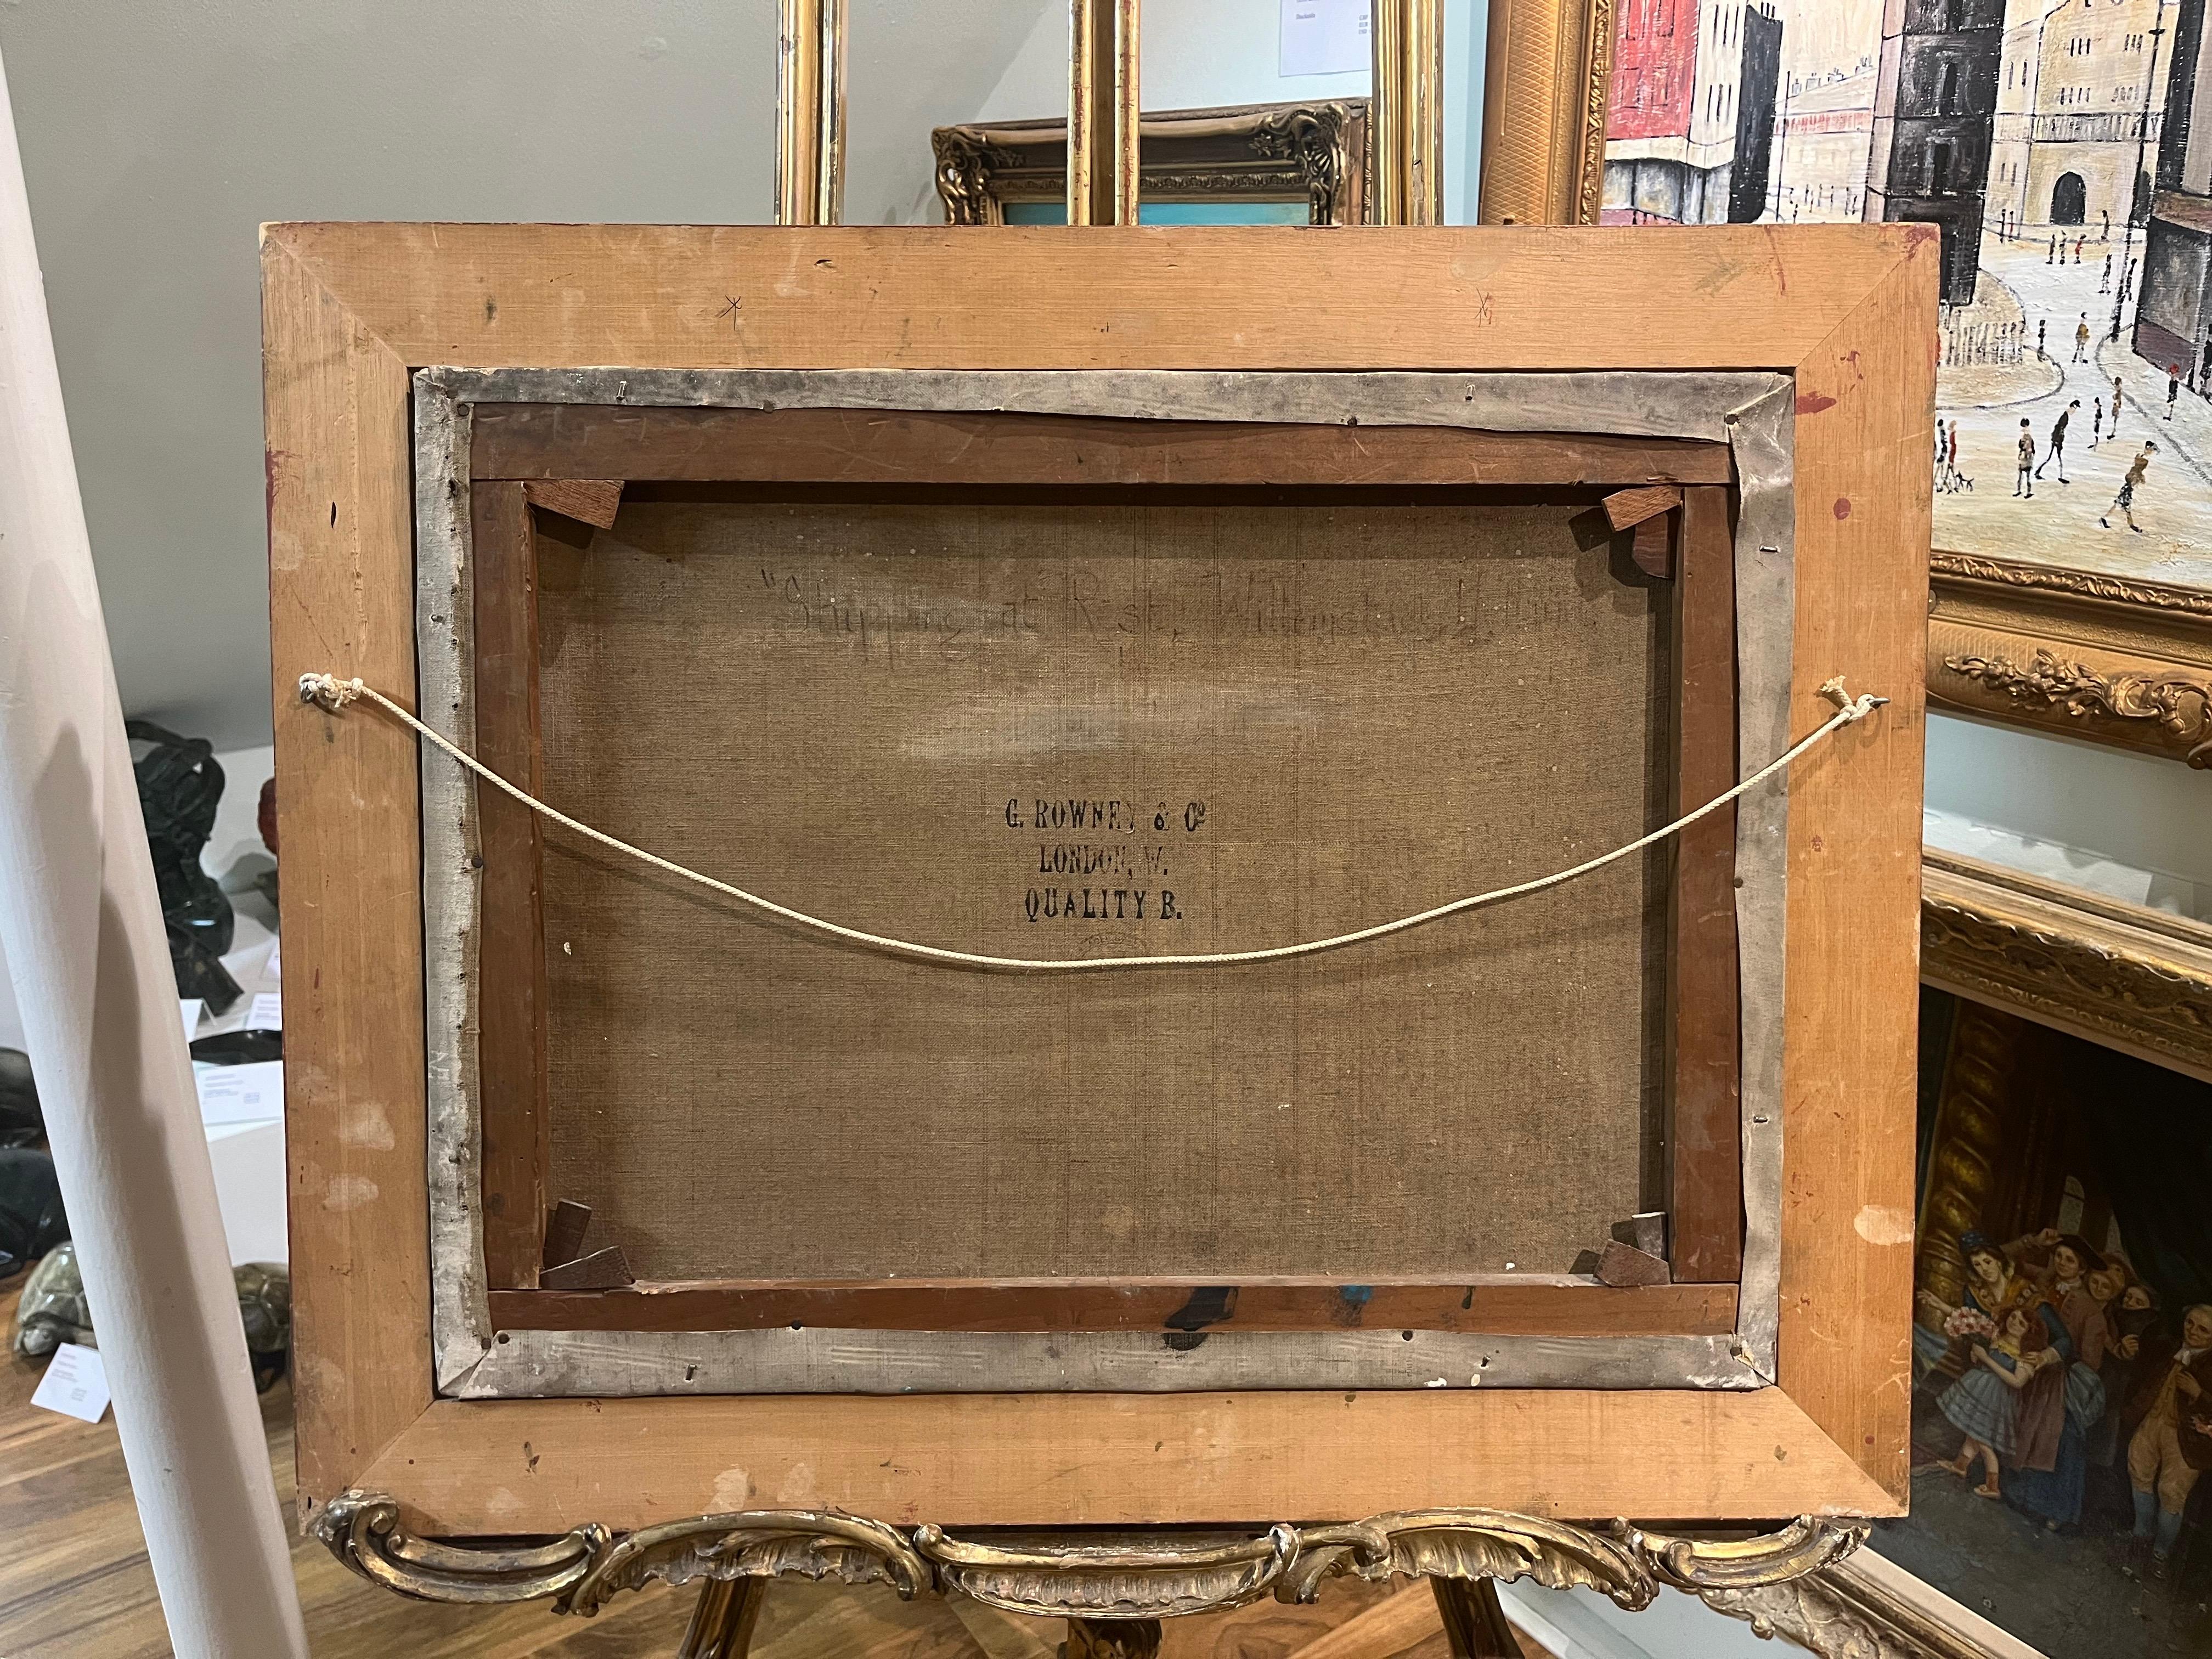 "Shipping at Rest, Willemstad, Holland"
G. ROWNEY & Cº
LONDON, W.
QUALITY B.